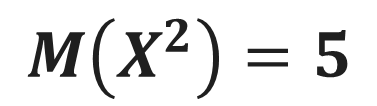 M(X²) = 5